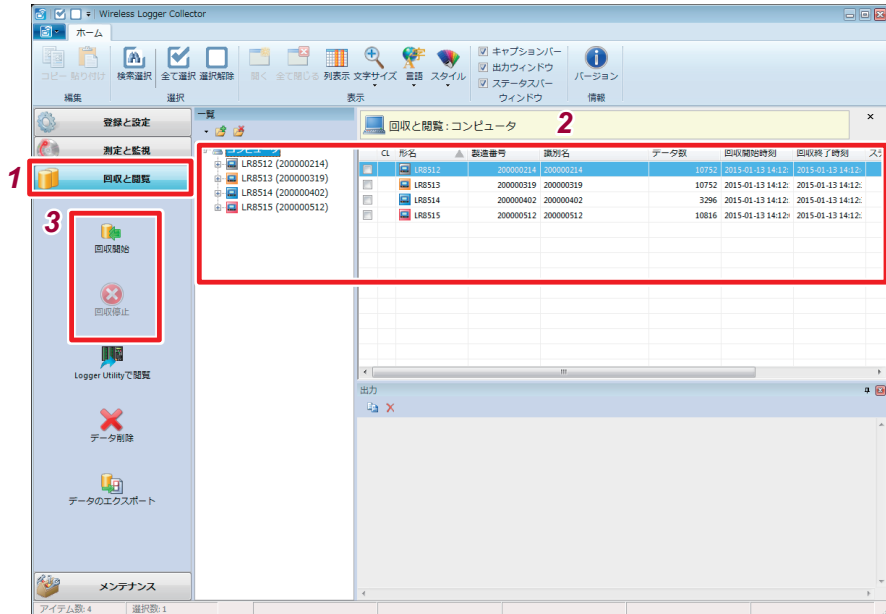 Wireless Logger Collector
ホーム
コピー 貼り付け 検索選択 全て選択 選択解除 開く 全て閉じる 列表示 文字サイズ 言語 スタイル
キャプションバー
出力ウィンドウ
ステータスバー
バージョン
編集 選択 表示 ウィンドウ 情報
登録と設定
測定と監視
1 回収と閲覧
3
回収開始
回収停止
Logger Utilityで閲覧
データ削除
データのエクスポート
メンテナンス
一覧
コンピュータ
LR8512 (200000214)
LR8513 (200000319)
LR8514 (200000402)
LR8515 (200000512)
回収と閲覧 : コンピュータ 2
CL 形名 製造番号 識別名 データ数 回収開始時刻 回収終了時刻
LR8512 200000214 200000214 10752 2015-01-13 14:12: 2015-01-13 14:12:
LR8513 200000319 200000319 10752 2015-01-13 14:12: 2015-01-13 14:12:
LR8514 200000402 200000402 3296 2015-01-13 14:12: 2015-01-13 14:12:
LR8515 200000512 200000512 10816 2015-01-13 14:12: 2015-01-13 14:12:
出力
アイテム数: 4 選択数: 1